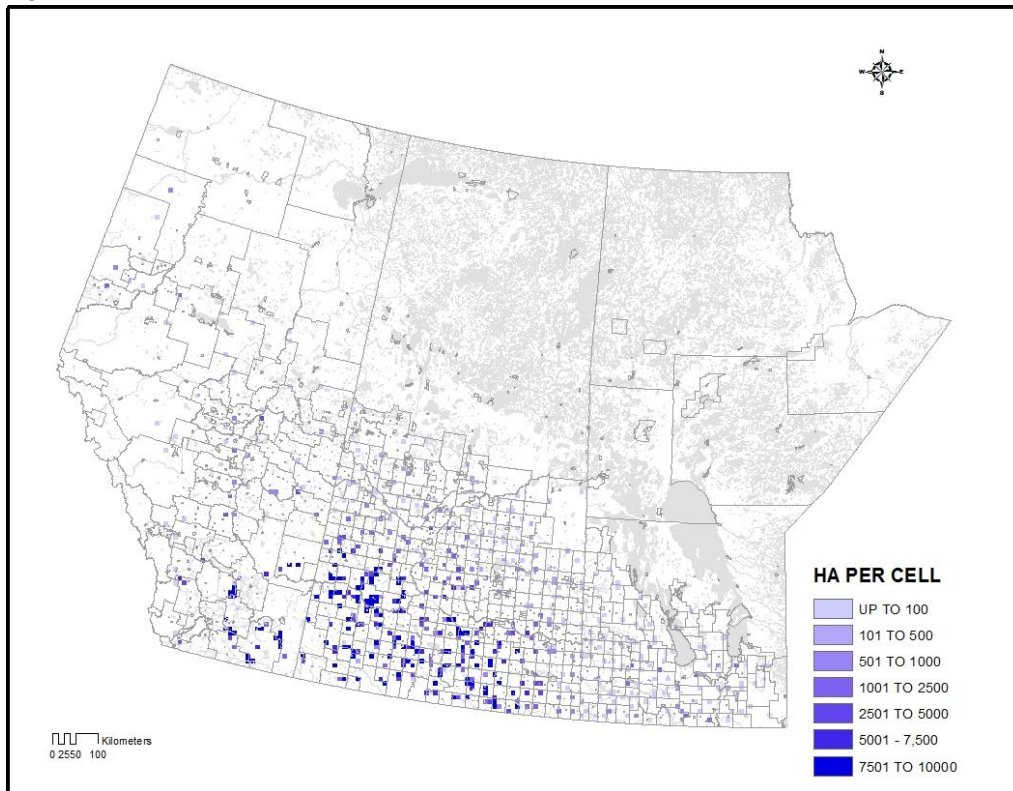 N
W E
S
HA PER CELL
UP TO 100
101 TO 500
501 TO 1000
1001 TO 2500
2501 TO 5000
5001 - 7,500
7501 TO 10000
Kilometers
0 2550 100